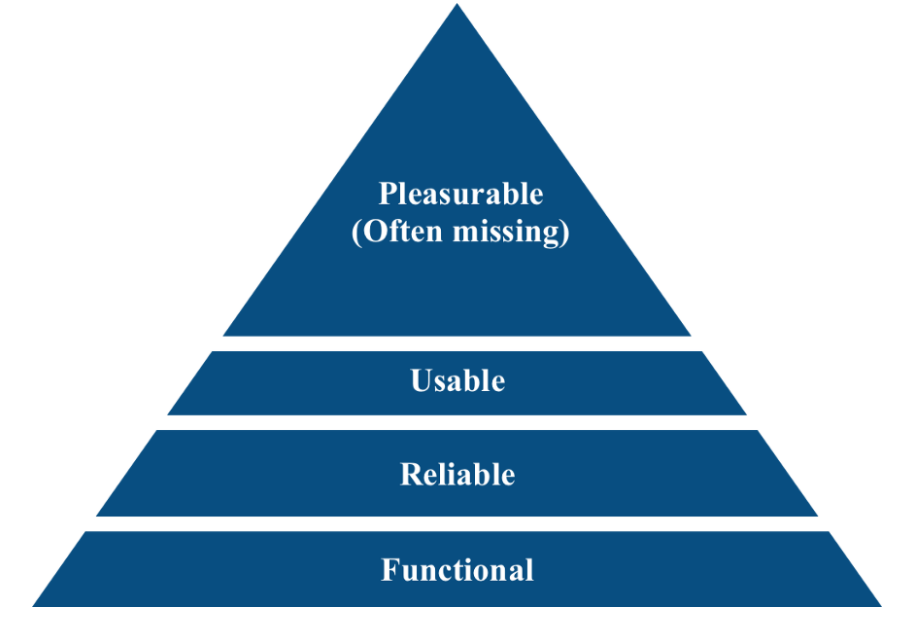 Pleasurable
(Often missing)
Usable
Reliable
Functional